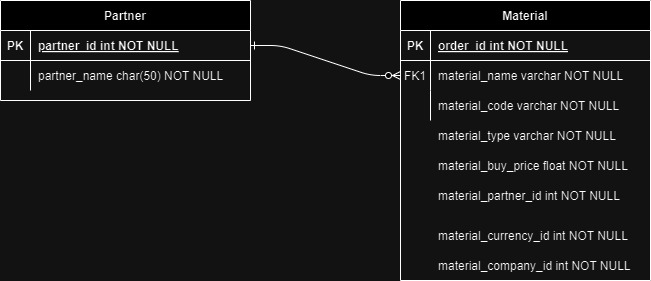 Partner
PK partner_id int NOT NULL
partner_name char(50) NOT NULL
Material
PK order_id int NOT NULL
FK1 material_name varchar NOT NULL
material_code varchar NOT NULL
material_type varchar NOT NULL
material_buy_price float NOT NULL
material_partner_id int NOT NULL
material_currency_id int NOT NULL
material_company_id int NOT NULL